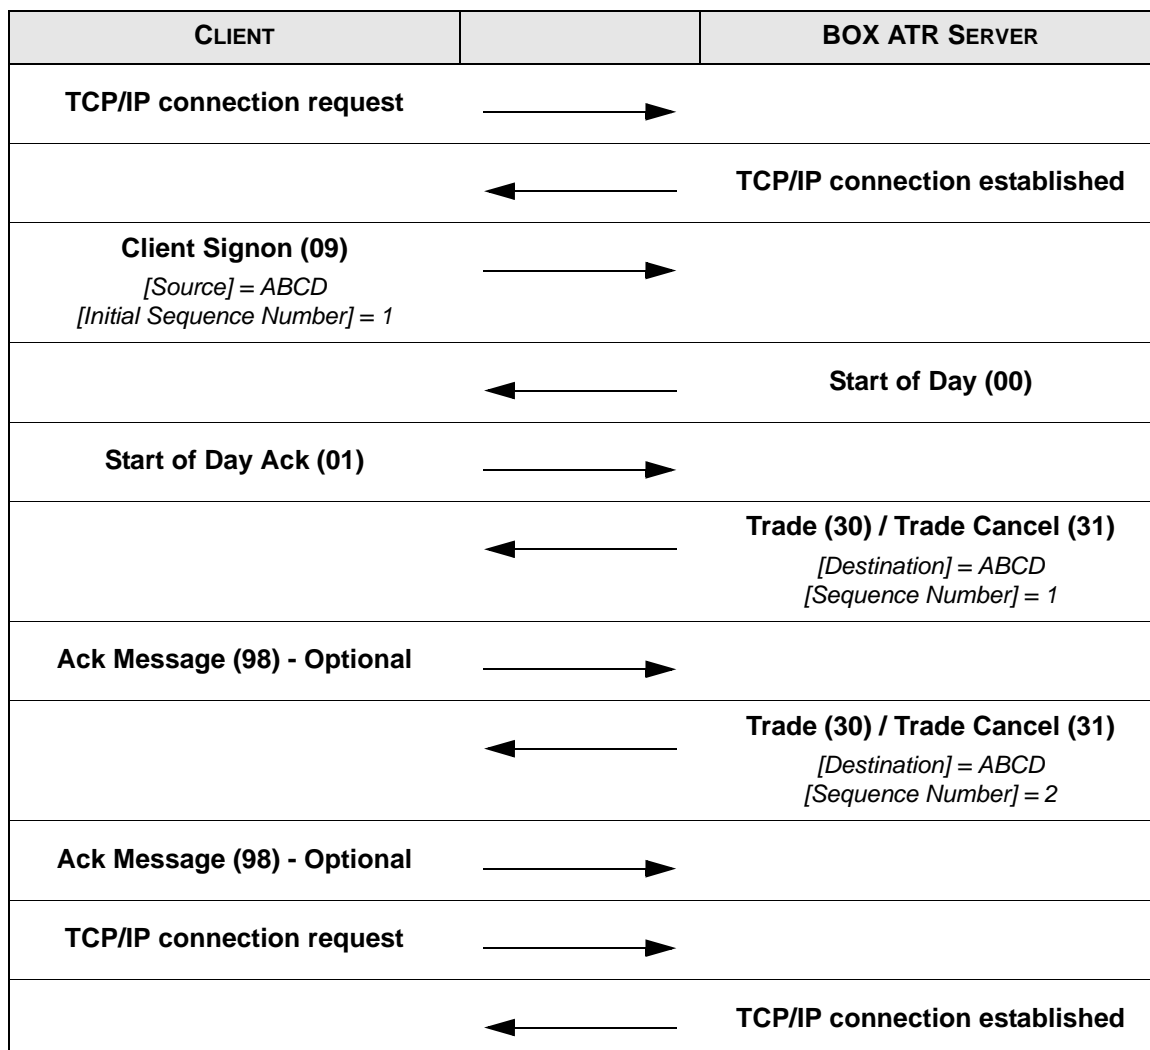 CLIENT
BOX ATR SERVER
TCP/IP connection request
TCP/IP connection established
Client Signon (09)
[Source] = ABCD
[Initial Sequence Number] = 1
Start of Day (00)
Start of Day Ack (01)
Trade (30) / Trade Cancel (31)
[Destination] = ABCD
[Sequence Number] = 1
Ack Message (98) - Optional
Trade (30) / Trade Cancel (31)
[Destination] = ABCD
[Sequence Number] = 2
Ack Message (98) - Optional
TCP/IP connection request
TCP/IP connection established